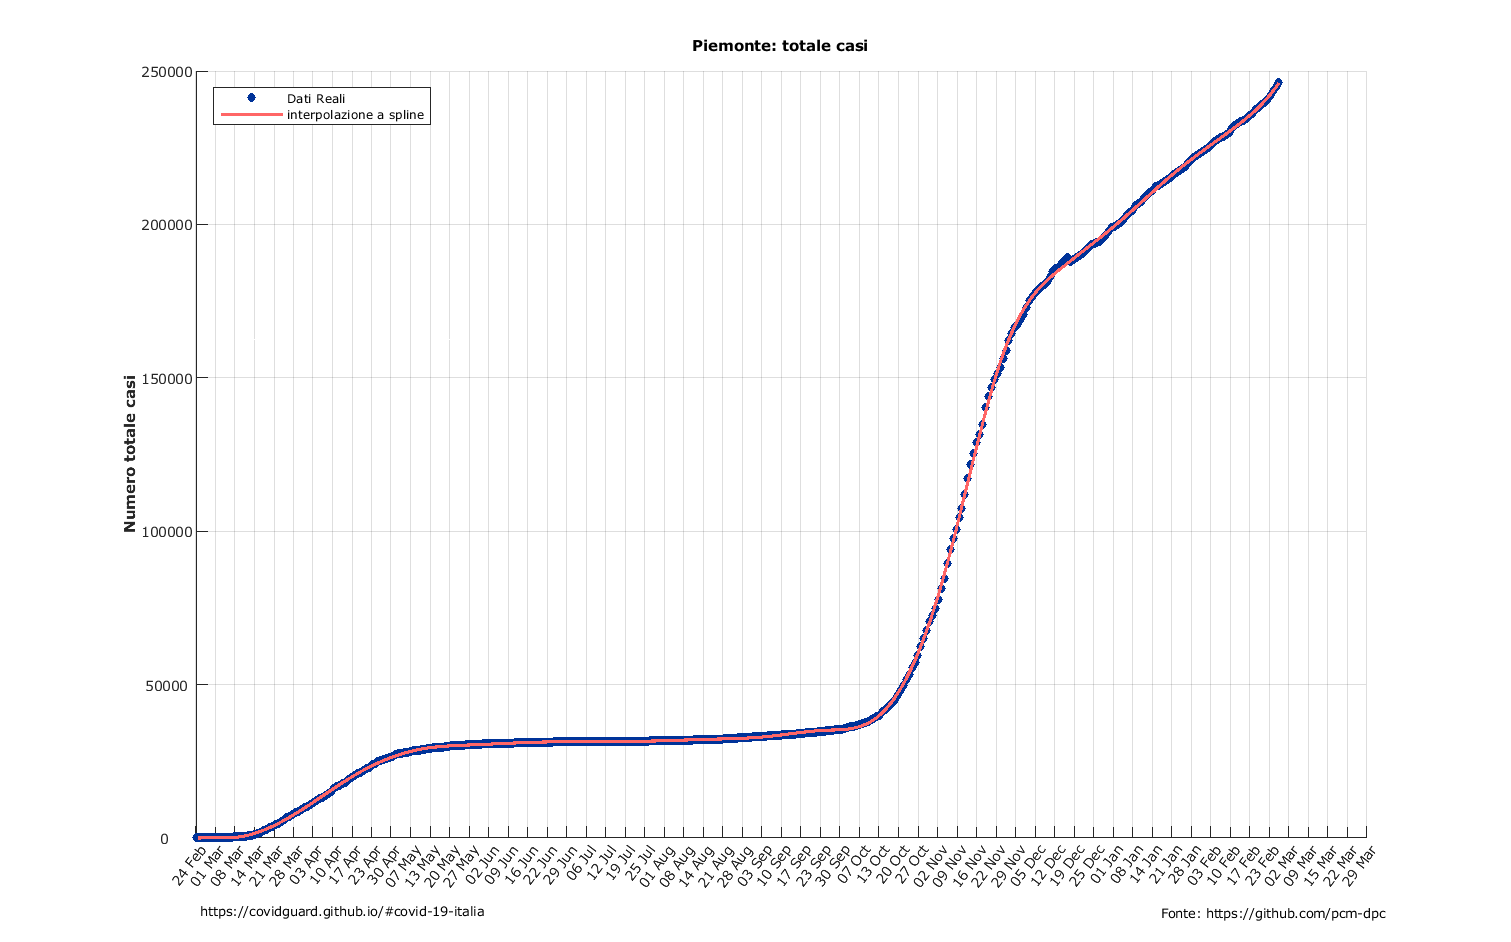 Piemonte: totale casi
250000
200000
150000
100000
50000
0
Numero totale casi
Dati Reali
interpolazione a spline
24 Feb
01 Mar
08 Mar
14 Mar
21 Mar
28 Mar
03 Apr
10 Apr
17 Apr
23 Apr
30 Apr
07 May
13 May
20 May
27 May
02 Jun
09 Jun
16 Jun
22 Jun
29 Jun
06 Jul
12 Jul
19 Jul
25 Jul
01 Aug
08 Aug
14 Aug
21 Aug
28 Aug
03 Sep
10 Sep
17 Sep
23 Sep
30 Sep
07 Oct
13 Oct
20 Oct
27 Oct
02 Nov
09 Nov
16 Nov
22 Nov
29 Nov
05 Dec
12 Dec
19 Dec
25 Dec
01 Jan
08 Jan
14 Jan
21 Jan
28 Jan
03 Feb
10 Feb
17 Feb
23 Feb
02 Mar
09 Mar
15 Mar
22 Mar
29 Mar
https://covidguard.github.io/#covid-19-italia
Fonte: https://github.com/pcm-dpc